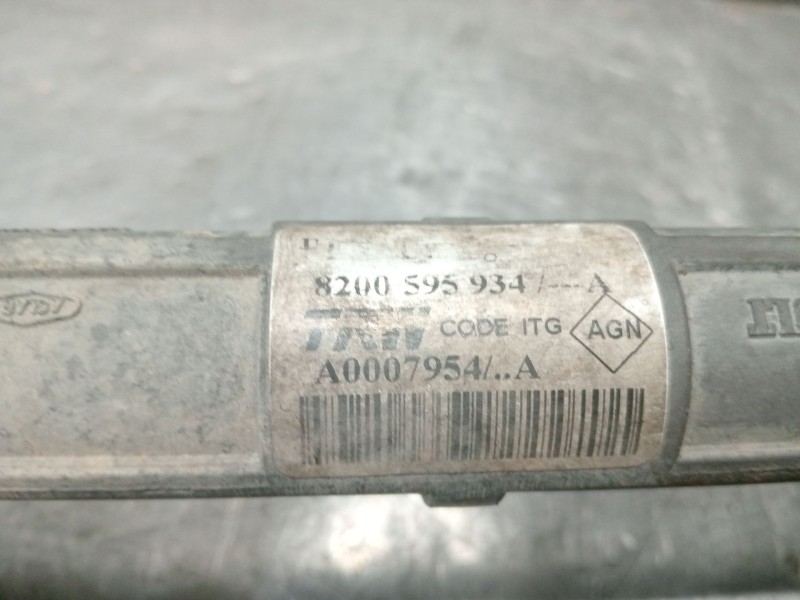 8200 595 934 /---A
TRW CODE ITG AGN
A0007954/..A